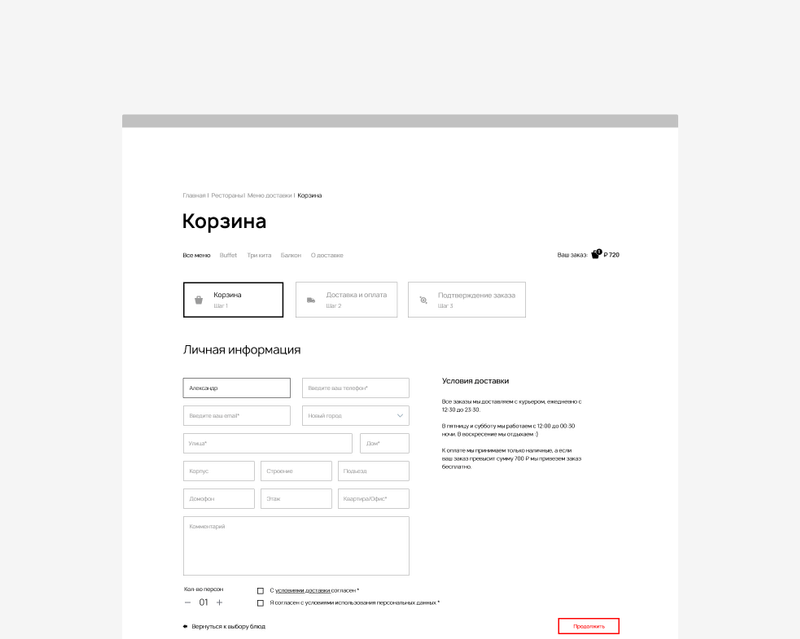 Главная | Рестораны | Меню доставки | Корзина
Корзина
Все меню Buffet Три кита Балкон О доставке
Ваш заказ: ₽ 720
Корзина
Шаг 1
Доставка и оплата
Шаг 2
Подтверждение заказа
Шаг 3
Личная информация
Александр
Введите ваш телефон*
Введите ваш email*
Новый город
Улица*
Дом*
Корпус
Строение
Подъезд
Домофон
Этаж
Квартира/Офис*
Комментарий
Условия доставки
Все заказы мы доставляем с курьером, ежедневно с
12:30 до 23:30.
В пятницу и субботу мы работаем с 12:00 до 00:30
ночи. В воскресение мы отдыхаем :)
К оплате мы принимаем только наличные, а если
ваш заказ превысит сумму 700 ₽ мы привезем заказ
бесплатно.
Кол-во персон
— 01 +
С условиями доставки согласен *
Я согласен с условиями использования персональных данных *
Вернуться к выбору блюд
Продолжить